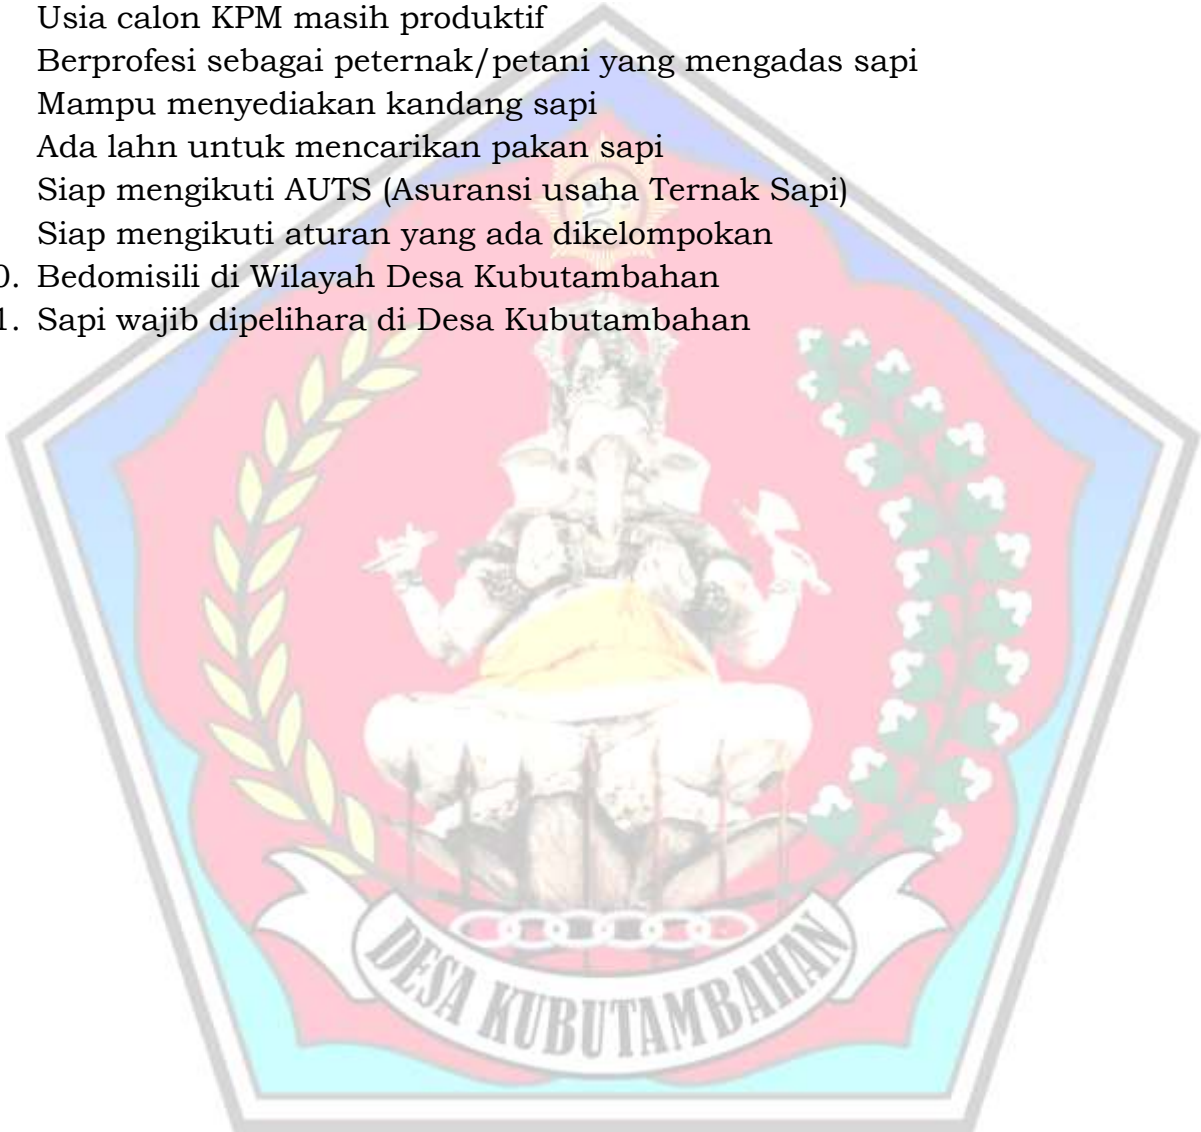 Usia calon KPM masih produktif
Berprofesi sebagai peternak/petani yang mengadas sapi
Mampu menyediakan kandang sapi
Ada lahn untuk mencarikan pakan sapi
Siap mengikuti AUTS (Asuransi usaha Ternak Sapi)
Siap mengikuti aturan yang ada dikelompokan
0. Bedomisili di Wilayah Desa Kubutambahan
1. Sapi wajib dipelihara di Desa Kubutambahan
DESA KUBUTAMBAHAN